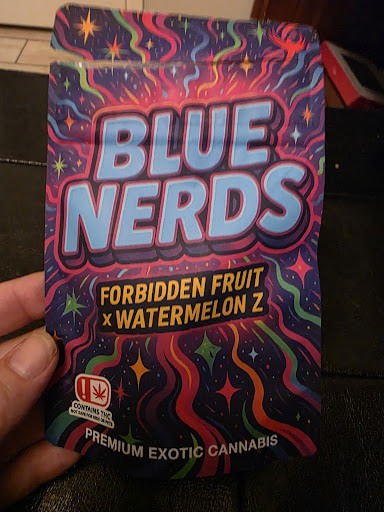 BLUE
NERDS
FORBIDDEN FRUIT
x WATERMELON Z
CONTAINS THC
PREMIUM EXOTIC CANNABIS